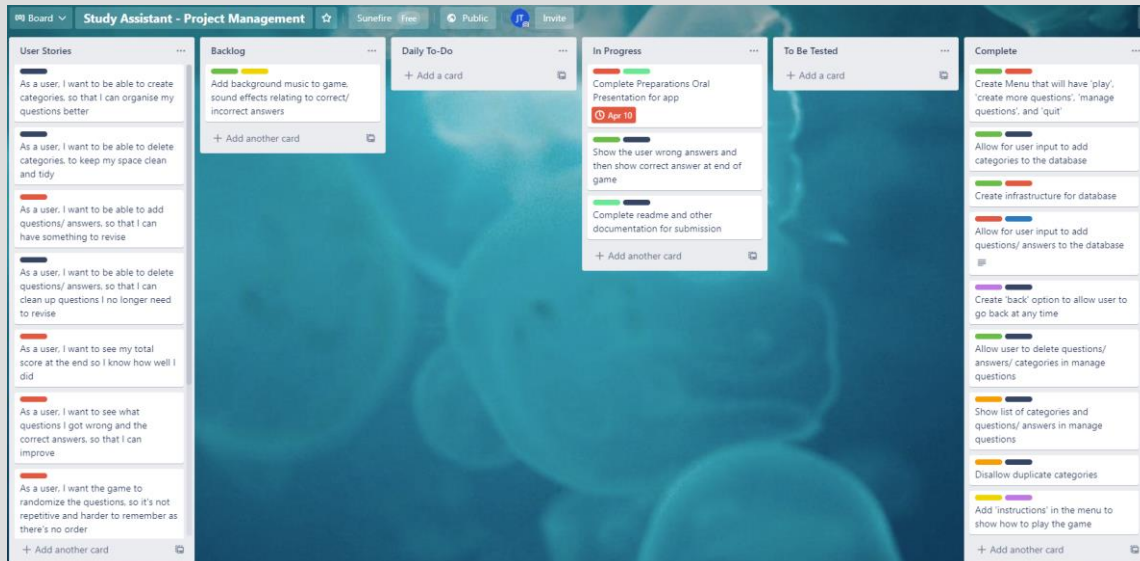 Board
Study Assistant - Project Management
Sunefire Free
Public
JT
Invite
User Stories
As a user, I want to be able to create
categories, so that I can organise my
questions better
As a user, I want to be able to delete
categories, to keep my space clean
and tidy
As a user, I want to be able to add
questions/ answers, so that I can
have something to revise
As a user, I want to be able to delete
questions/ answers, so that I can
clean up questions I no longer need
to revise
As a user, I want to see my total
score at the end so I know how well I
did
As a user, I want to see what
questions I got wrong and the
correct answers, so that I can
improve
As a user, I want the game to
randomize the questions, so it's not
repetitive and harder to remember as
there's no order
+ Add another card
Backlog
Add background music to game,
sound effects relating to correct/
incorrect answers
+ Add another card
Daily To-Do
+ Add a card
In Progress
Complete Preparations Oral
Presentation for app
Apr 10
Show the user wrong answers and
then show correct answer at end of
game
Complete readme and other
documentation for submission
+ Add another card
To Be Tested
+ Add a card
Complete
Create Menu that will have 'play',
'create more questions', 'manage
questions', and 'quit'
Allow for user input to add
categories to the database
Create infrastructure for database
Allow for user input to add
questions/ answers to the database
Create 'back' option to allow user to
go back at any time
Allow user to delete questions/
answers/ categories in manage
questions
Show list of categories and
questions/ answers in manage
questions
Disallow duplicate categories
Add 'instructions' in the menu to
show how to play the game
+ Add another card